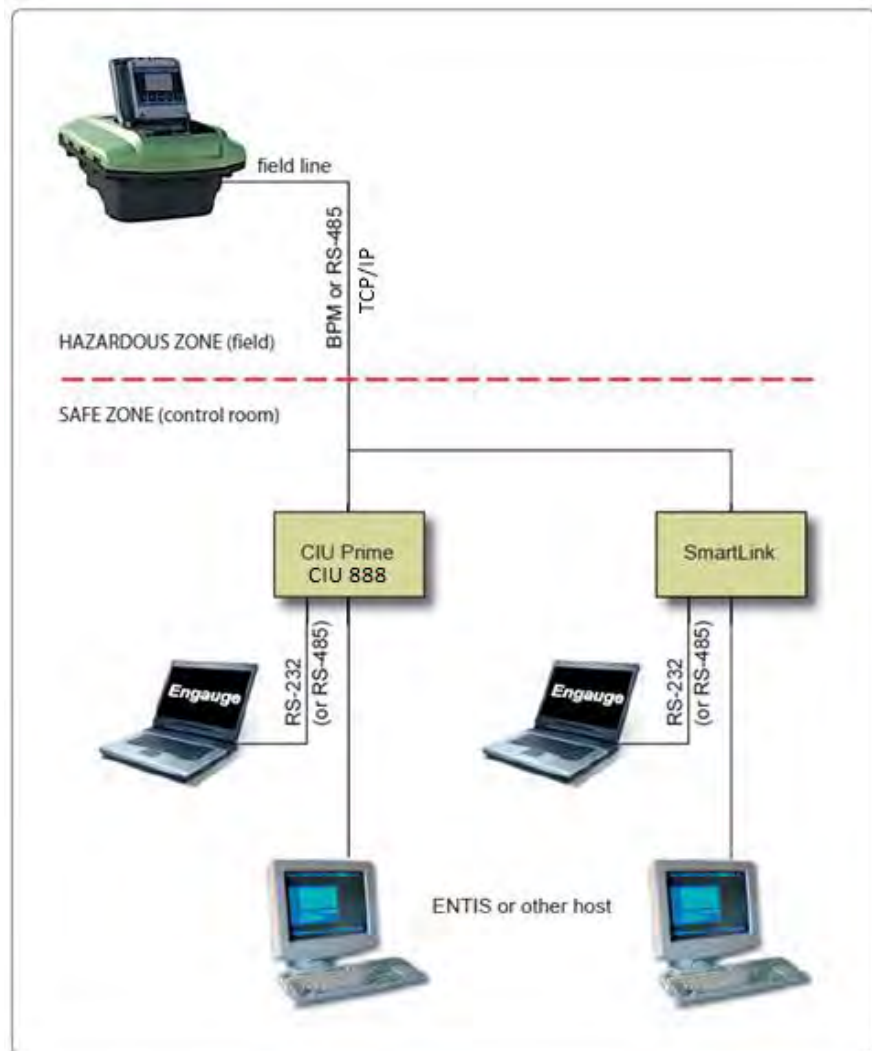 field line
BPM or RS-485
TCP/IP
HAZARDOUS ZONE (field)
SAFE ZONE (control room)
CIU Prime
CIU 888
SmartLink
Engauge
RS-232
(or RS-485)
Engauge
RS-232
(or RS-485)
ENTIS or other host